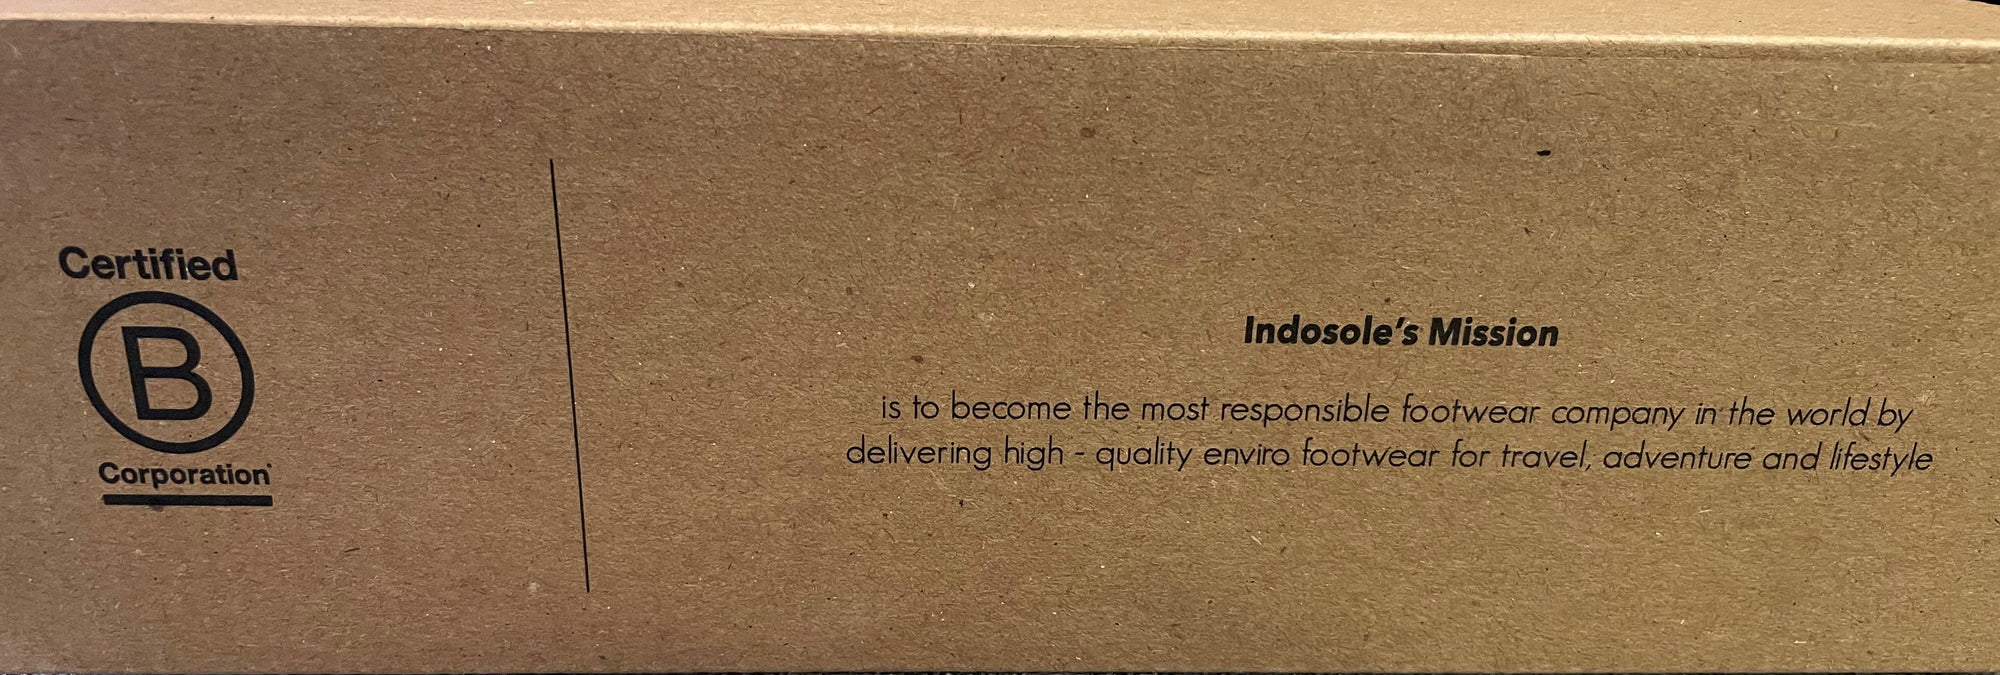 Certified
B
Corporation
Indosole's Mission
is to become the most responsible footwear company in the world by
delivering high - quality enviro footwear for travel, adventure and lifestyle